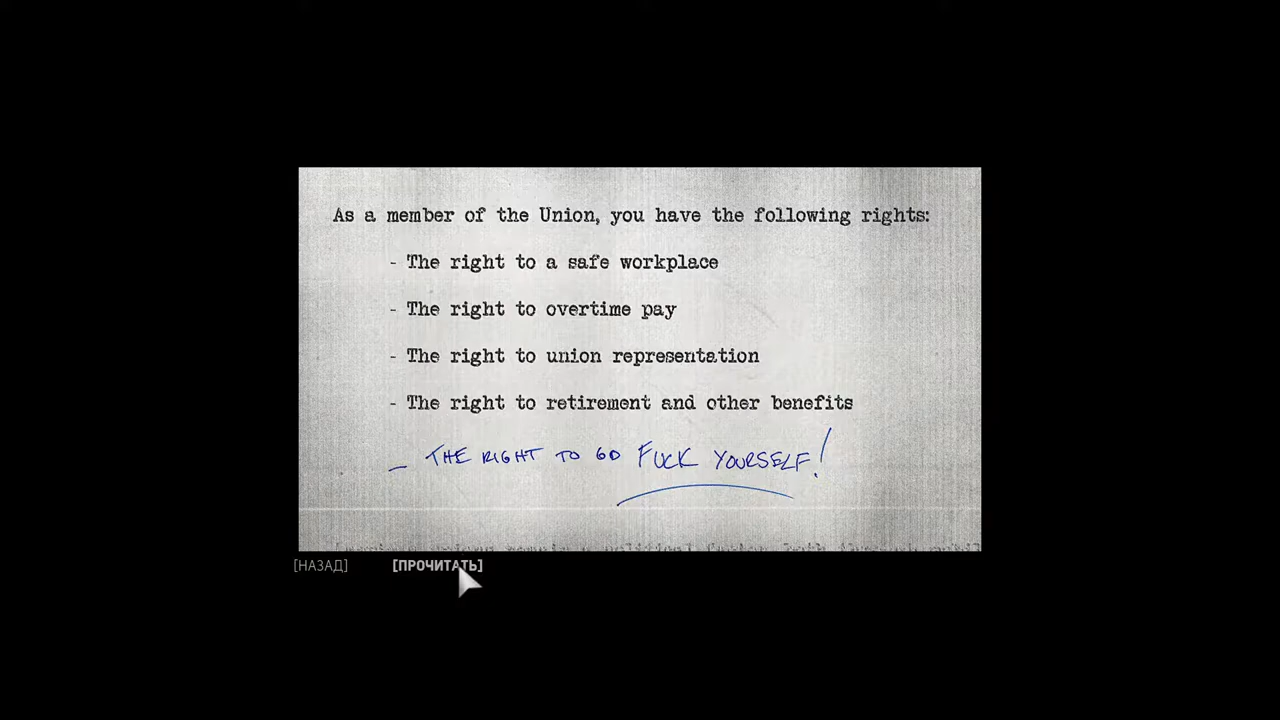 As a member of the Union, you have the following rights:
- The right to a safe workplace
- The right to overtime pay
- The right to union representation
- The right to retirement and other benefits
- THE RIGHT TO GO FUCK YOURSELF!
[НАЗАД] [ПРОЧИТАТЬ]